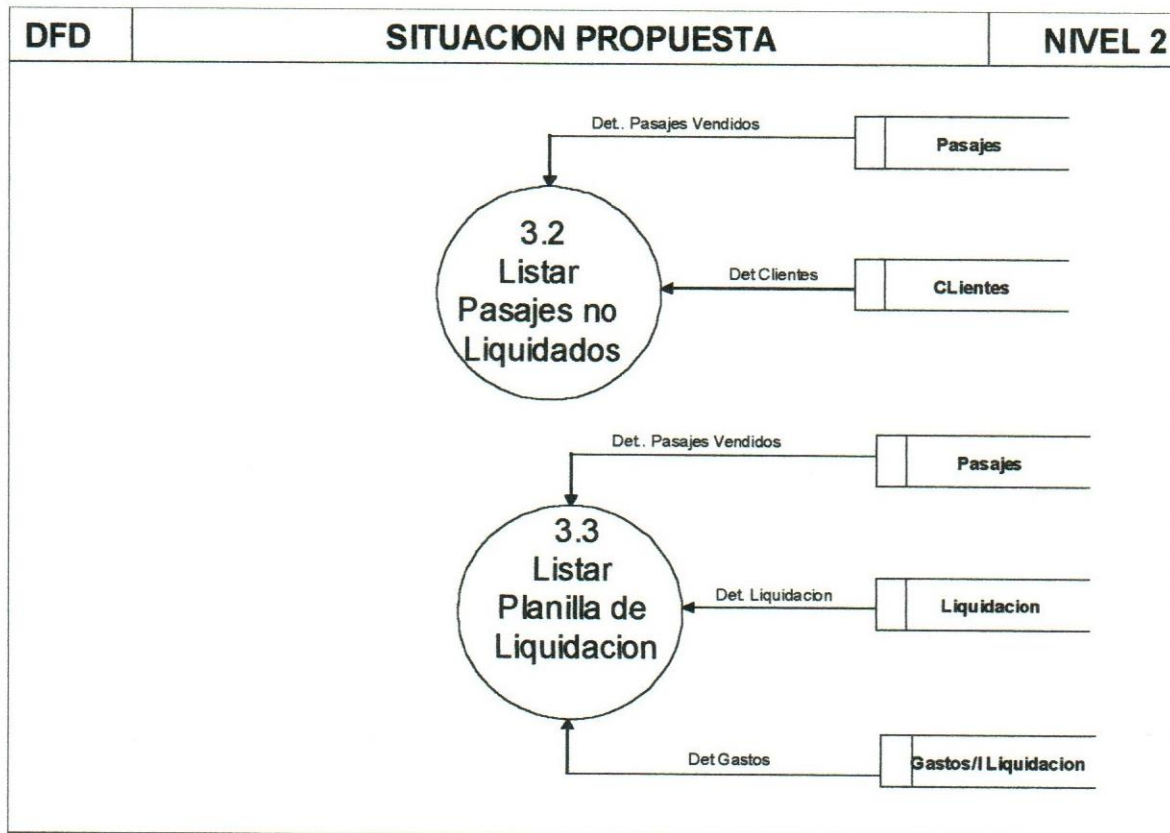 DFD
SITUACION PROPUESTA
NIVEL 2
Det.. Pasajes Vendidos
Pasajes
3.2
Listar
Pasajes no
Liquidados
Det Clientes
CLientes
Det.. Pasajes Vendidos
Pasajes
3.3
Listar
Planilla de
Liquidacion
Det. Liquidacion
Liquidacion
Det Gastos
Gastos/l Liquidacion